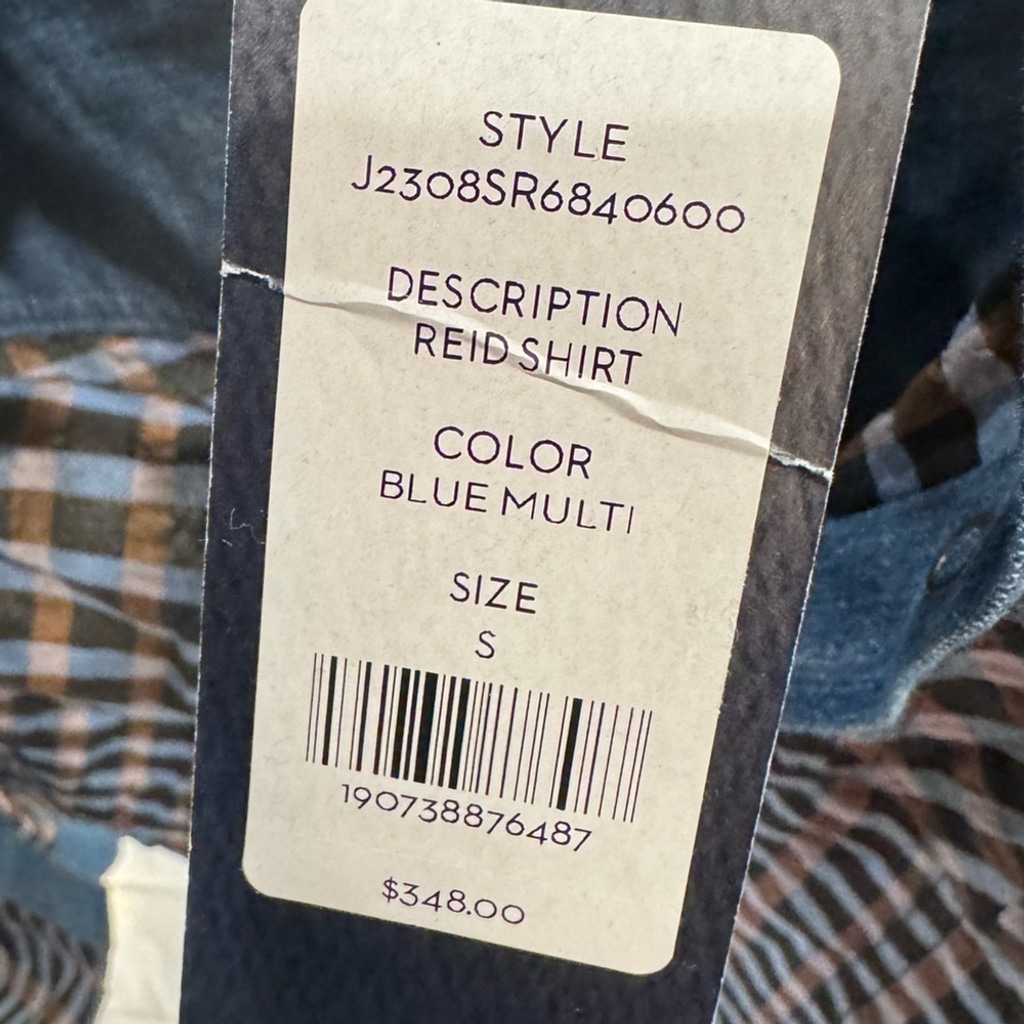 STYLE
J2308SR6840600
DESCRIPTION
REID SHIRT
COLOR
BLUE MULTI
SIZE
S
190738876487
$348.00